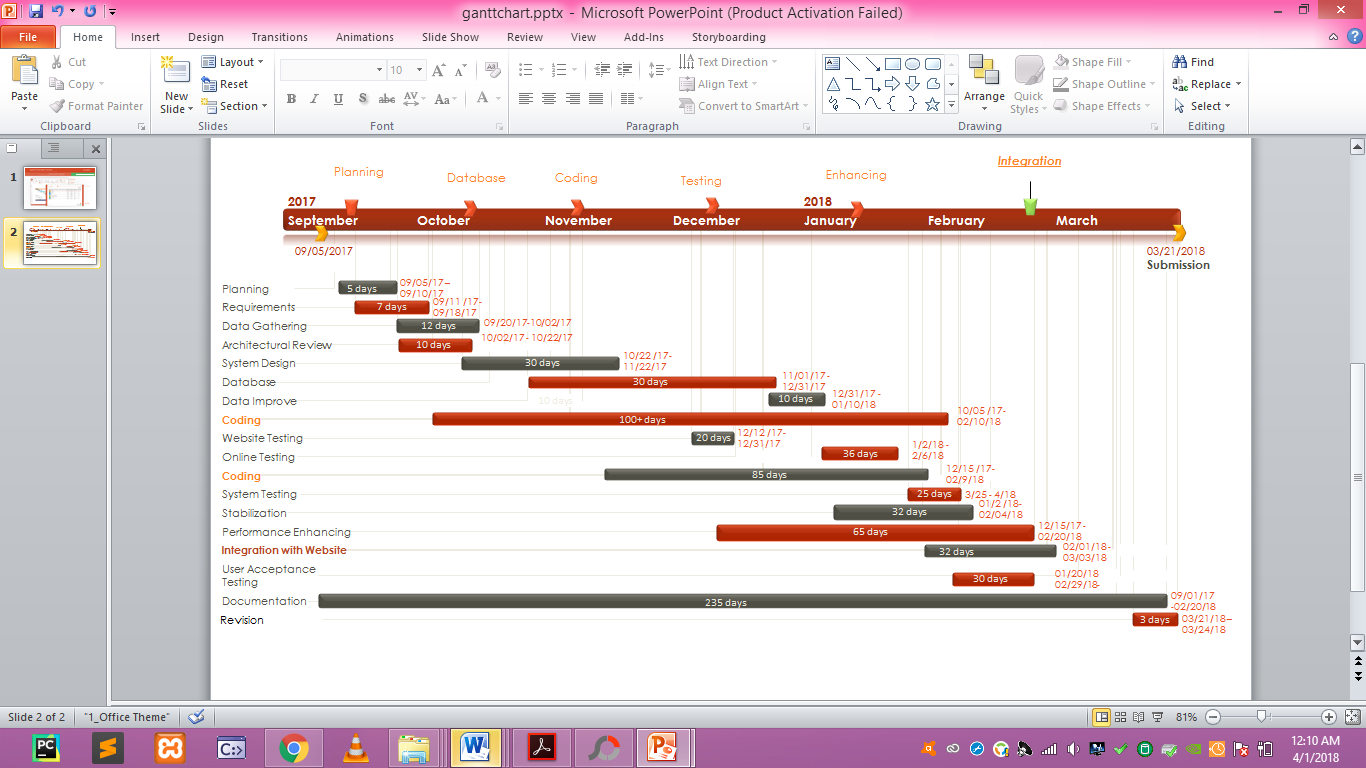 ganttchart.pptx - Microsoft PowerPoint (Product Activation Failed)
File Home Insert Design Transitions Animations Slide Show Review View Add-Ins Storyboarding
Paste
Cut
Copy
Format Painter
Clipboard
New
Slide
Layout
Reset
Section
Slides
10
B I U S abc AV Aa A
Font
Text Direction
Align Text
Convert to SmartArt
Paragraph
Arrange
Quick
Styles
Shape Fill
Shape Outline
Shape Effects
Drawing
Find
Replace
Select
Editing
1
2
Planning Database Coding Testing Enhancing Integration
2017 2018
September October November December January February March
09/05/2017 03/21/2018
Submission
Planning 5 days 09/05/17–
09/10/17
Requirements 7 days 09/11 /17-
09/18/17
Data Gathering 12 days 09/20/17-10/02/17
Architectural Review 10 days 10/02/17- 10/22/17
System Design 30 days 10/22 /17-
11/22/17
Database 30 days 11/01/17-
12/31/17
Data Improve 10 days 10 days 12/31/17-
01/10/18
Coding 100+ days 10/05 /17-
02/10/18
Website Testing 20 days 12/12 /17-
12/31/17
Online Testing 36 days 1/2/18 -
2/6/18
Coding 85 days 12/15 /17-
02/9/18
System Testing 25 days 3/25 - 4/18
Stabilization 32 days 01/2 /18-
02/04/18
Performance Enhancing 65 days 12/15/17-
02/20/18
Integration with Website 32 days 02/01/18-
03/03/18
User Acceptance
Testing 30 days 01/20/18
02/29/18-
Documentation 235 days 09/01/17
-02/20/18
Revision 3 days 03/21/18–
03/24/18
Slide 2 of 2 "1_Office Theme" 81%
12:10 AM
4/1/2018